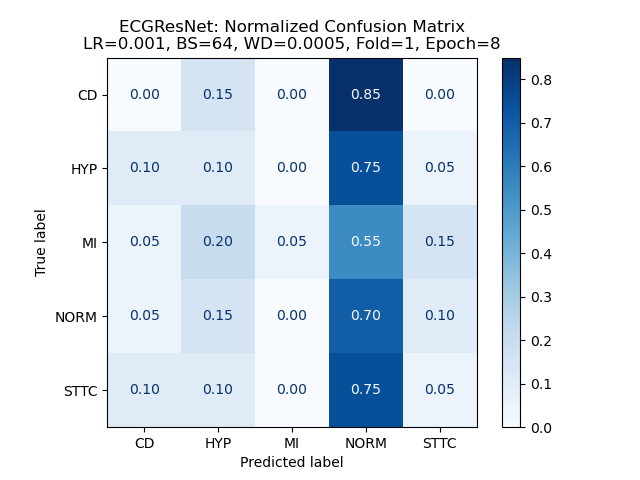 ECGResNet: Normalized Confusion Matrix
LR=0.001, BS=64, WD=0.0005, Fold=1, Epoch=8
CD 0.00 0.15 0.00 0.85 0.00
HYP 0.10 0.10 0.00 0.75 0.05
MI 0.05 0.20 0.05 0.55 0.15
NORM 0.05 0.15 0.00 0.70 0.10
STTC 0.10 0.10 0.00 0.75 0.05
CD HYP MI NORM STTC
Predicted label
True label
0.8
0.7
0.6
0.5
0.4
0.3
0.2
0.1
0.0